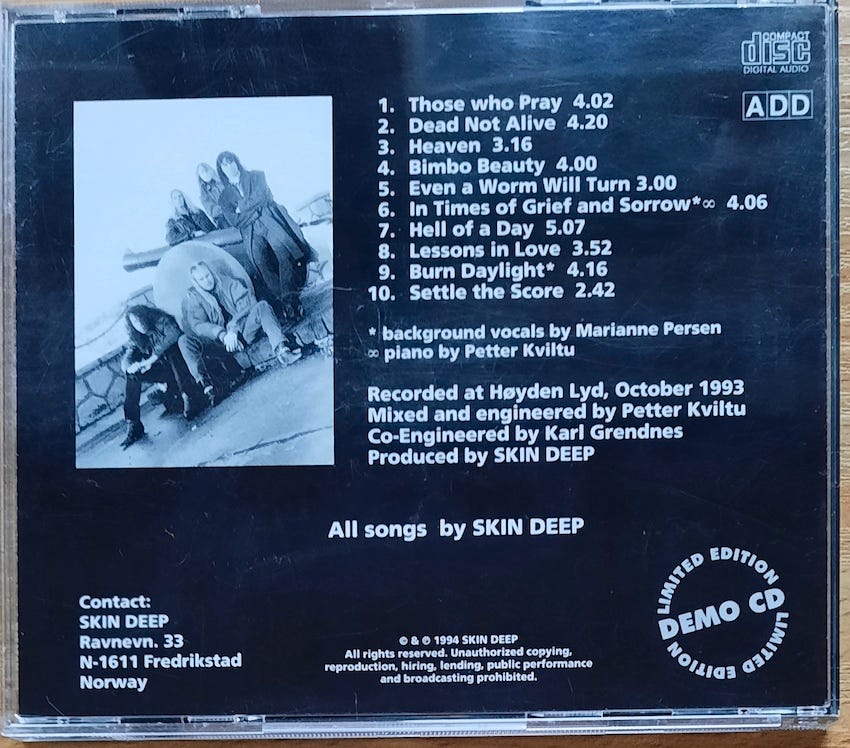 COMPACT
disc
DIGITAL AUDIO
ADD
1. Those who Pray 4.02
2. Dead Not Alive 4.20
3. Heaven 3.16
4. Bimbo Beauty 4.00
5. Even a Worm Will Turn 3.00
6. In Times of Grief and Sorrow*∞ 4.06
7. Hell of a Day 5.07
8. Lessons in Love 3.52
9. Burn Daylight* 4.16
10. Settle the Score 2.42
* background vocals by Marianne Persen
∞ piano by Petter Kviltu
Recorded at Høyden Lyd, October 1993
Mixed and engineered by Petter Kviltu
Co-Engineered by Karl Grendnes
Produced by SKIN DEEP
All songs by SKIN DEEP
Contact:
SKIN DEEP
Ravnevn. 33
N-1611 Fredrikstad
Norway
© & ℗ 1994 SKIN DEEP
All rights reserved. Unauthorized copying,
reproduction, hiring, lending, public performance
and broadcasting prohibited.
LIMITED EDITION
DEMO CD
LIMITED EDITION